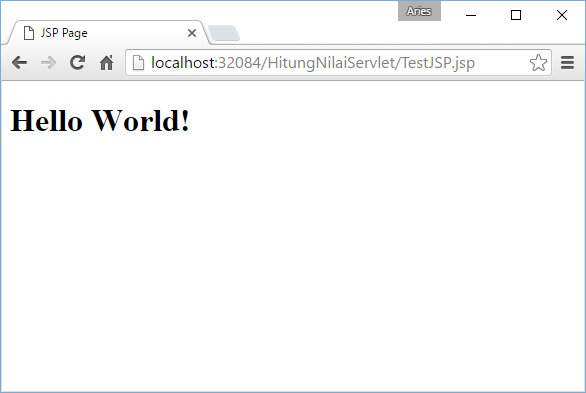 Aries
JSP Page
localhost:32084/HitungNilaiServlet/TestJSP.jsp
Hello World!